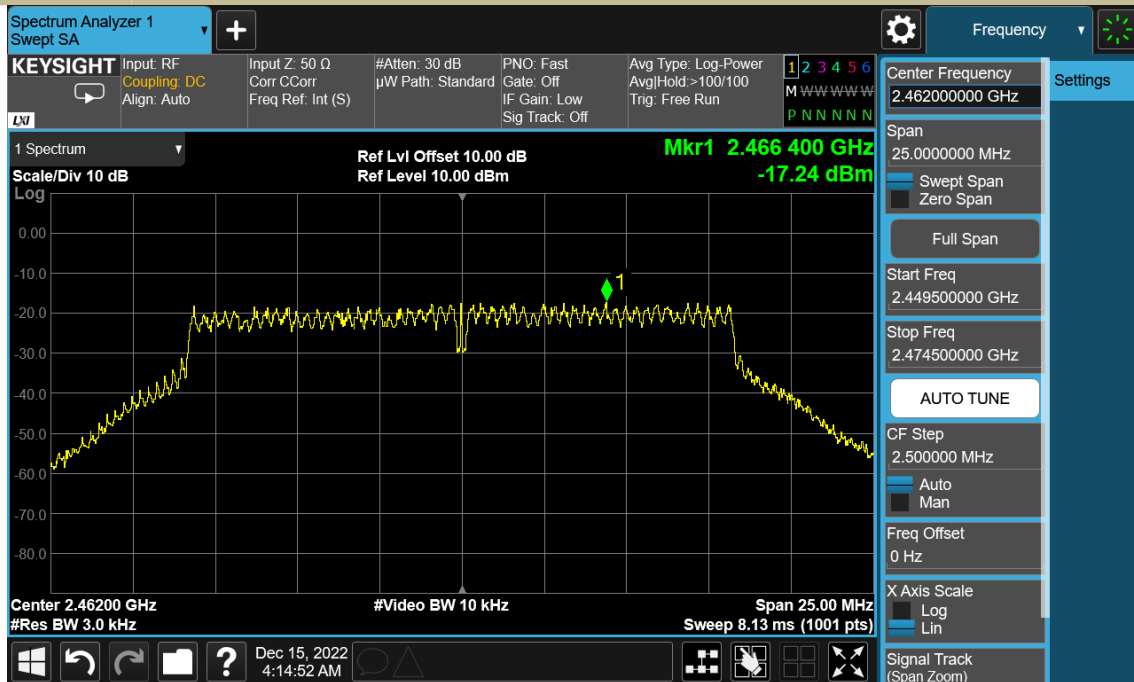 Spectrum Analyzer 1
Swept SA
Frequency
KEYSIGHT
LXI
Input: RF
Coupling: DC
Align: Auto
Input Z: 50 Ω
Corr CCorr
Freq Ref: Int (S)
#Atten: 30 dB
µW Path: Standard
PNO: Fast
Gate: Off
IF Gain: Low
Sig Track: Off
Avg Type: Log-Power
Avg|Hold:>100/100
Trig: Free Run
1 2 3 4 5 6
M W W W W W
P N N N N N
1 Spectrum
Scale/Div 10 dB
Log
Ref Lvl Offset 10.00 dB
Ref Level 10.00 dBm
Mkr1 2.466 400 GHz
-17.24 dBm
0.00
-10.0
-20.0
-30.0
-40.0
-50.0
-60.0
-70.0
-80.0
1
Center 2.46200 GHz
#Res BW 3.0 kHz
#Video BW 10 kHz
Span 25.00 MHz
Sweep 8.13 ms (1001 pts)
?
Dec 15, 2022
4:14:52 AM
Center Frequency
2.462000000 GHz
Span
25.0000000 MHz
Swept Span
Zero Span
Full Span
Start Freq
2.449500000 GHz
Stop Freq
2.474500000 GHz
AUTO TUNE
CF Step
2.500000 MHz
Auto
Man
Freq Offset
0 Hz
X Axis Scale
Log
Lin
Signal Track
(Span Zoom)
Settings